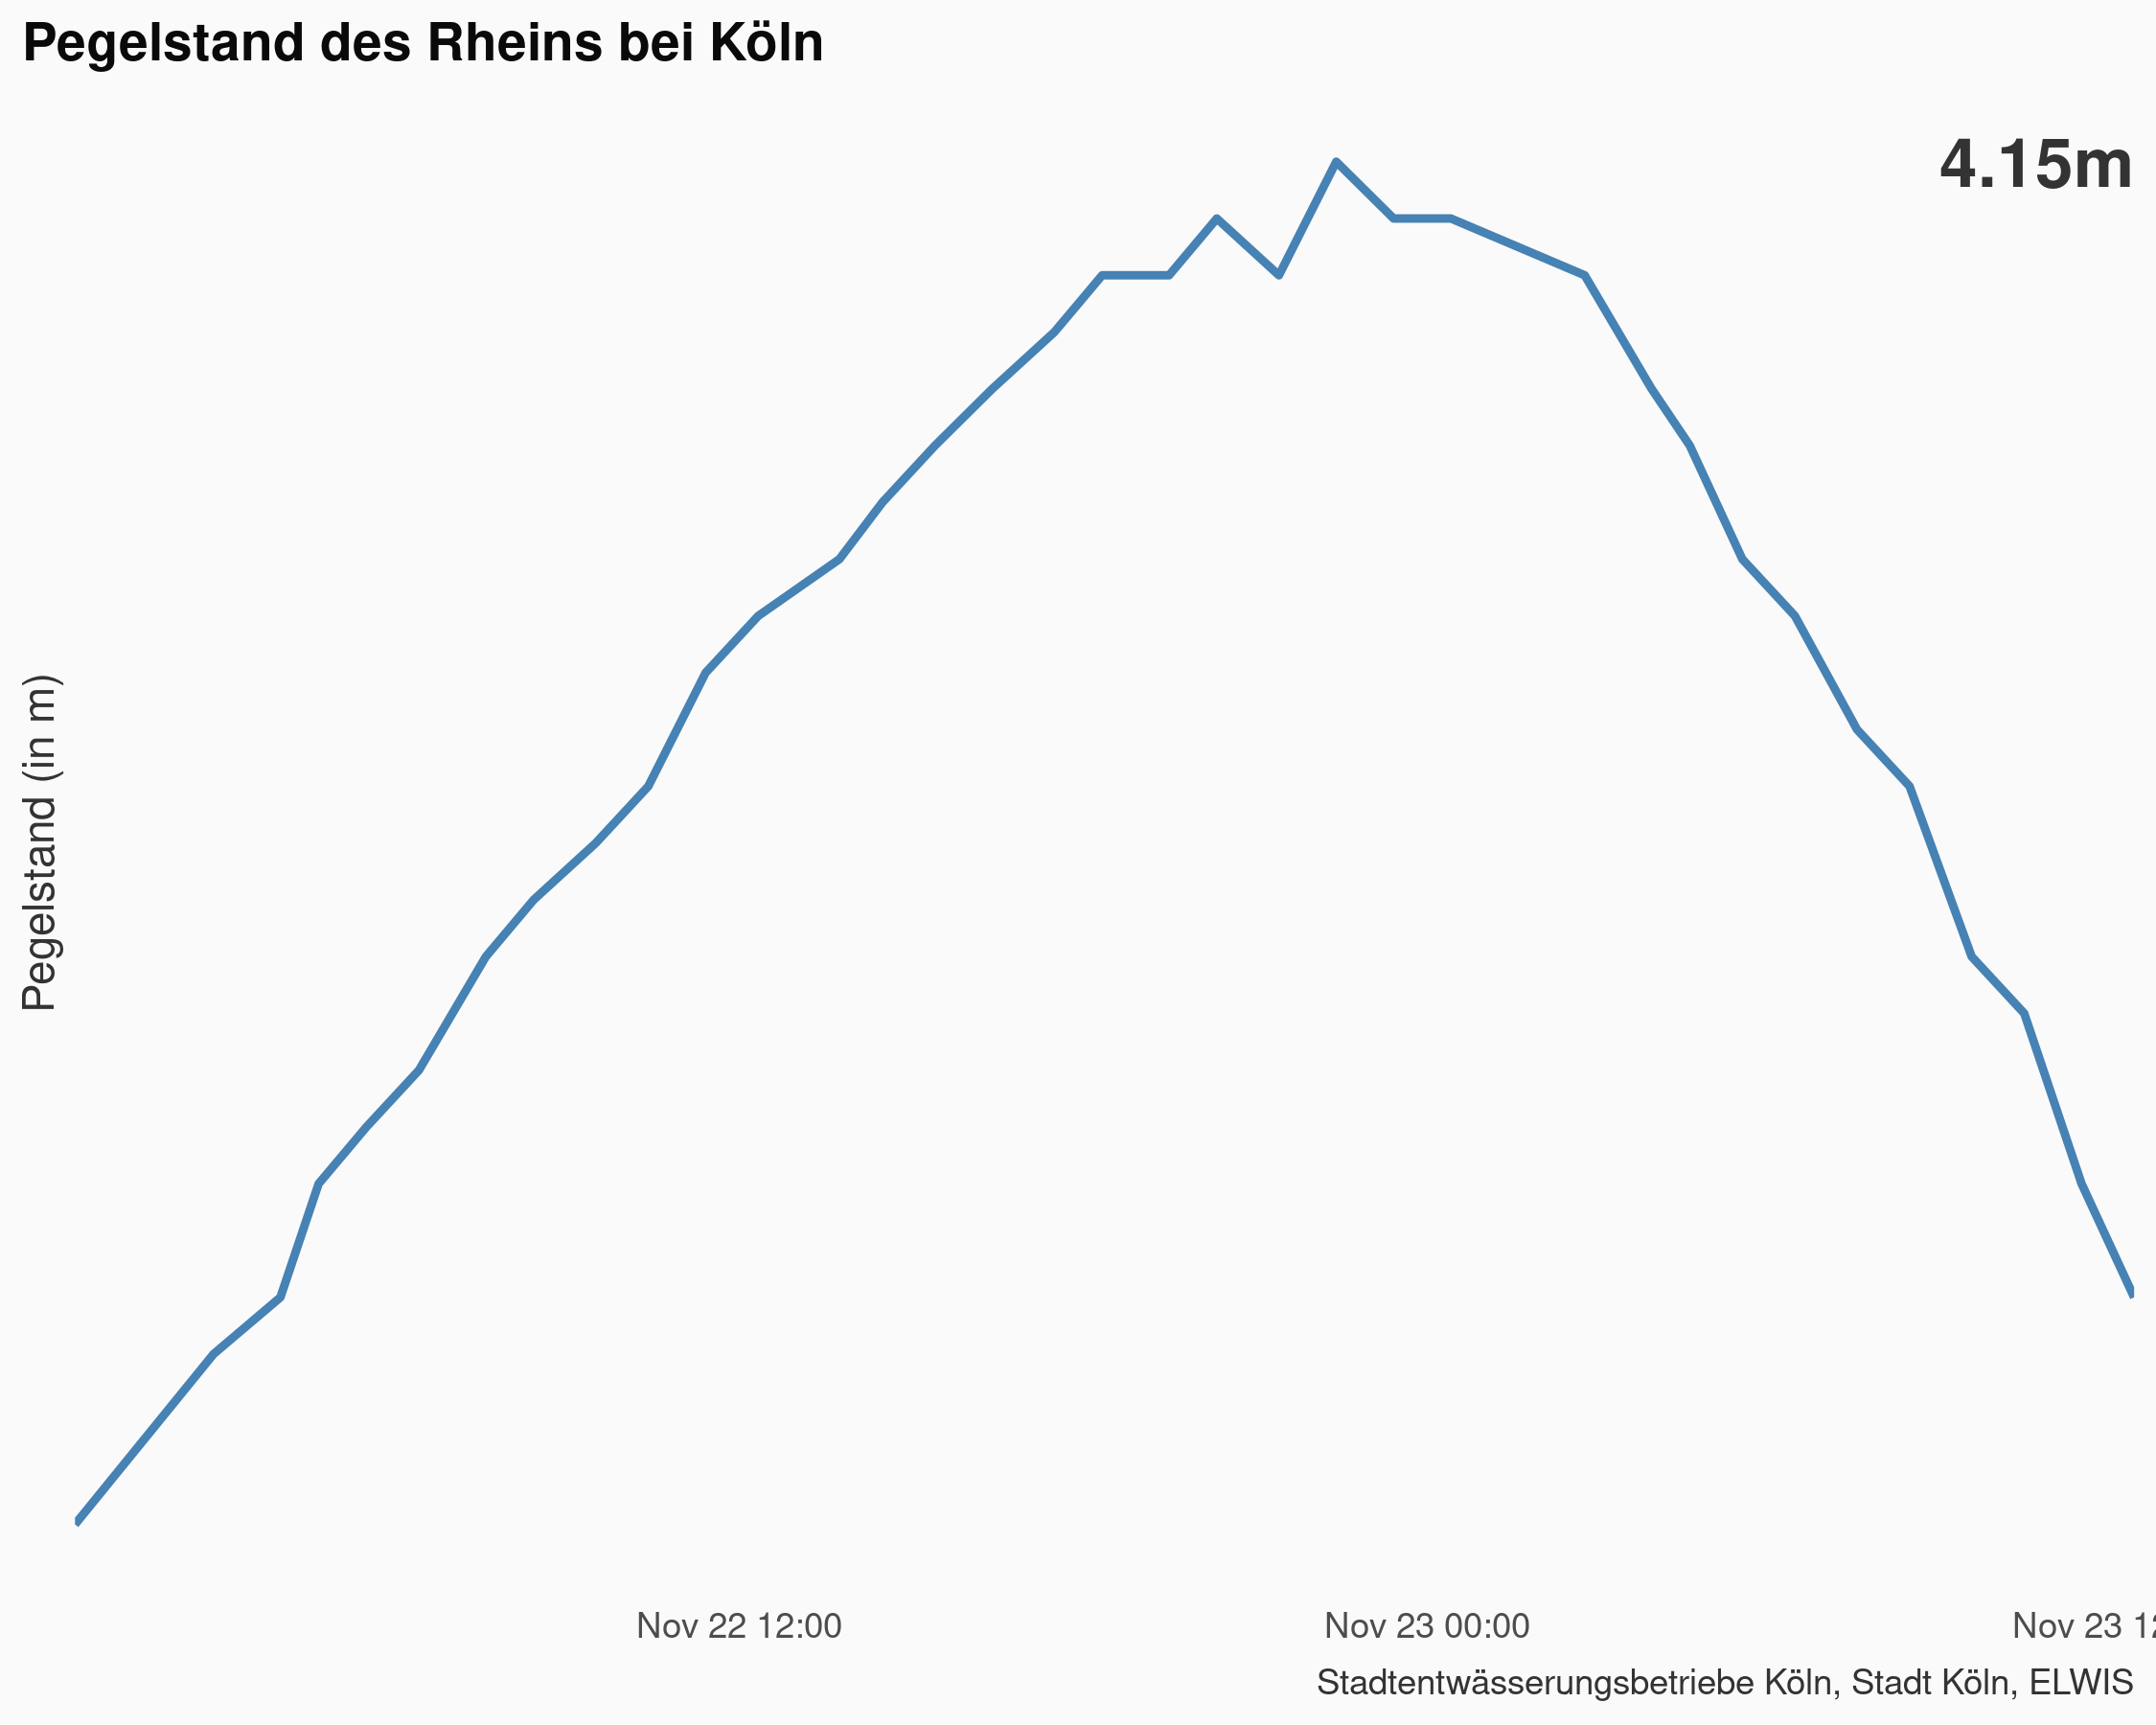 Pegelstand des Rheins bei Köln
4.15m
Pegelstand (in m)
Nov 22 12:00
Nov 23 00:00
Nov 23 12
Stadtentwässerungsbetriebe Köln, Stadt Köln, ELWIS